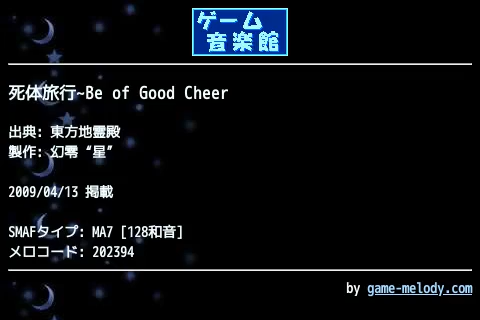 ゲーム
音楽館
死体旅行~Be of Good Cheer
出典: 東方地霊殿
製作: 幻零“星”
2009/04/13 掲載
SMAFタイプ: MA7 [128和音]
メロコード: 202394
by game-melody.com